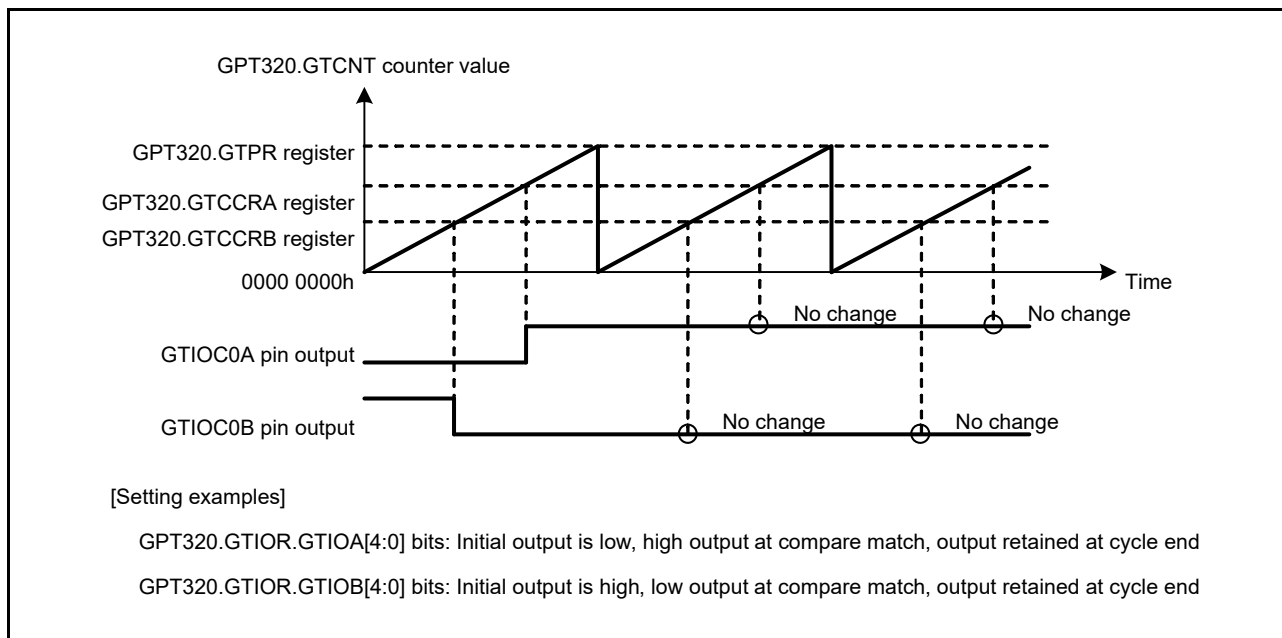 GPT320.GTCNT counter value
GPT320.GTPR register
GPT320.GTCCRA register
GPT320.GTCCRB register
0000 0000h
Time
No change
No change
GTIOC0A pin output
No change
No change
GTIOC0B pin output
[Setting examples]
GPT320.GTIOR.GTIOA[4:0] bits: Initial output is low, high output at compare match, output retained at cycle end
GPT320.GTIOR.GTIOB[4:0] bits: Initial output is high, low output at compare match, output retained at cycle end